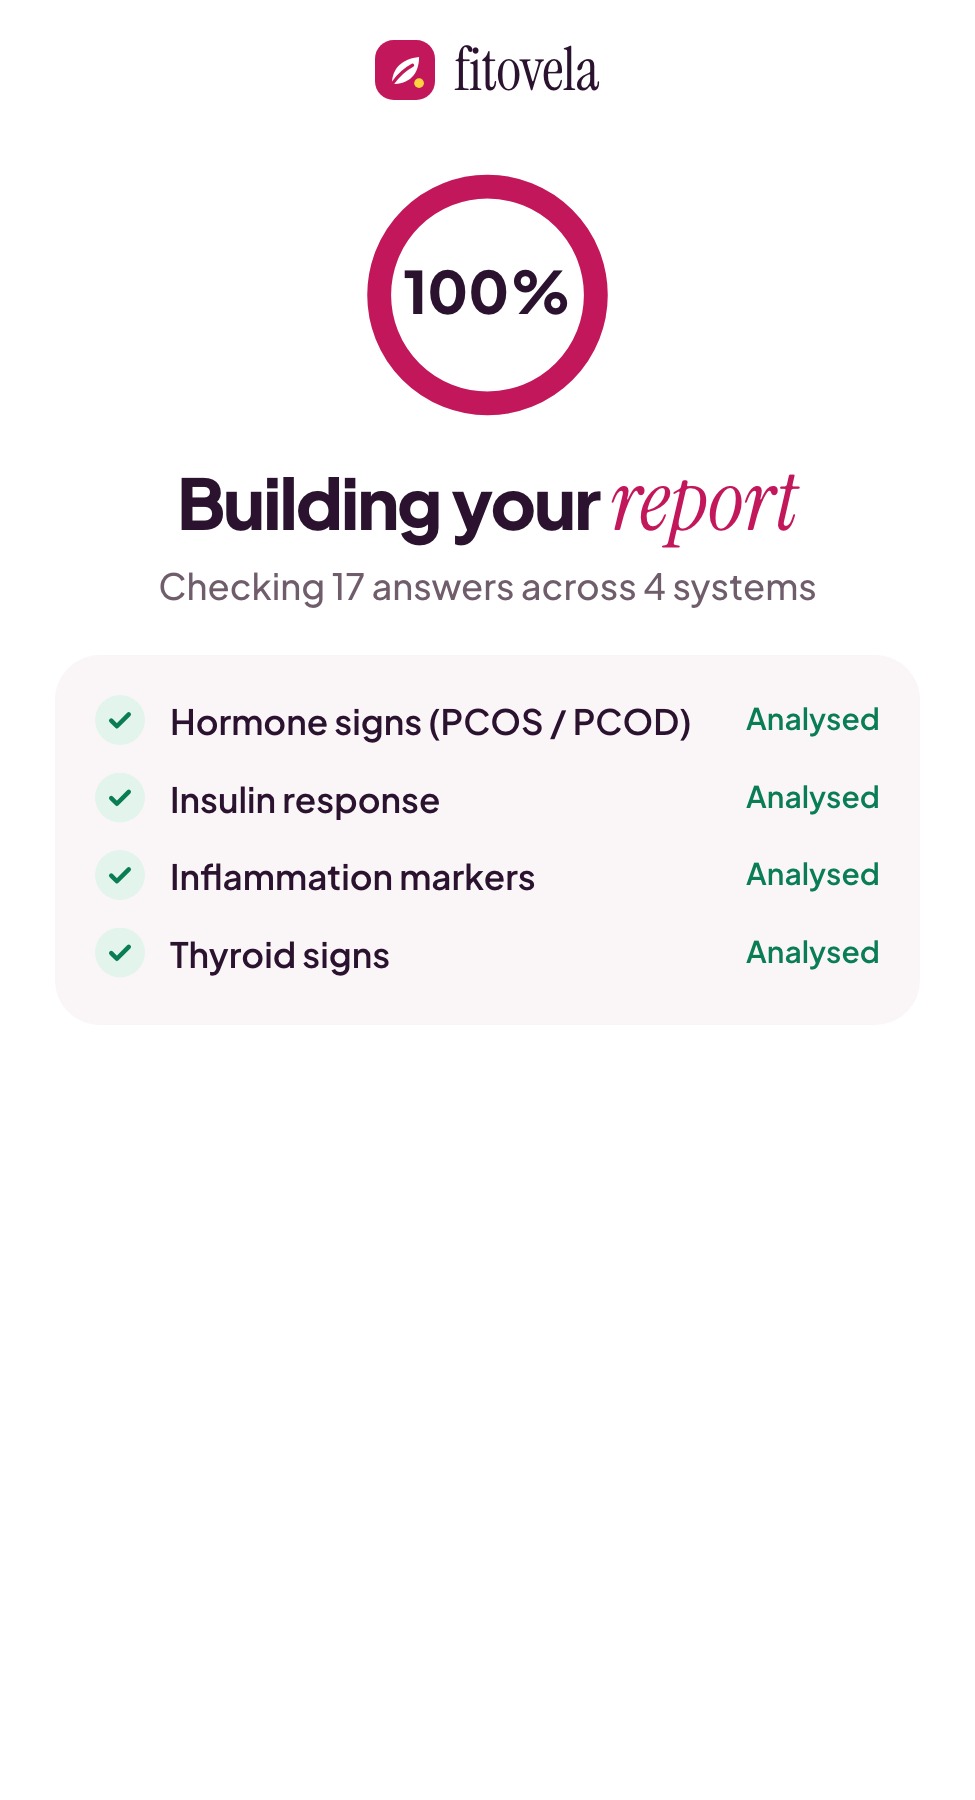 fitovela
100%
Building your report
Checking 17 answers across 4 systems
Hormone signs (PCOS / PCOD) Analysed
Insulin response Analysed
Inflammation markers Analysed
Thyroid signs Analysed